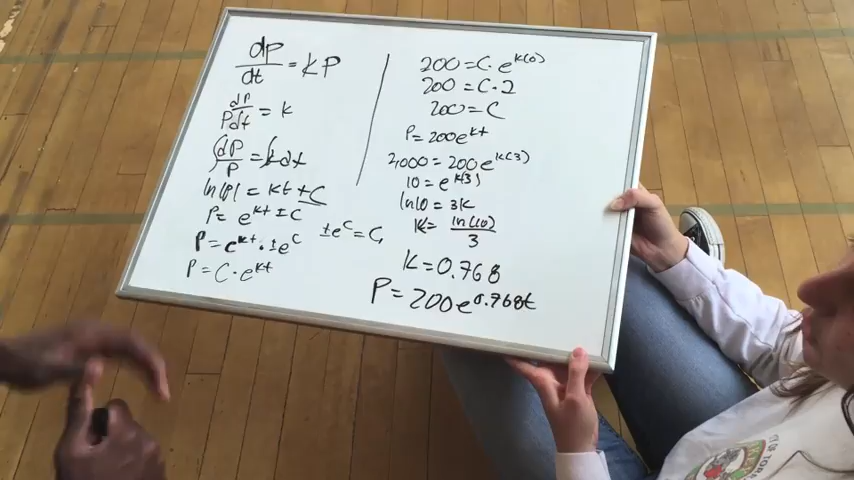 dP/dt = kP
dP/Pdt = k
∫dP/P = ∫k dt
ln|P| = kt + C
P = e^kt ± C
P = e^kt · ±e^C ±e^C = C,
P = C · e^kt
200 = C · e^k(0)
200 = C · 1
200 = C
P = 200e^kt
2000 = 200e^k(3)
10 = e^k(3)
ln10 = 3k
k = ln(10)/3
k = 0.768
P = 200e^0.768t